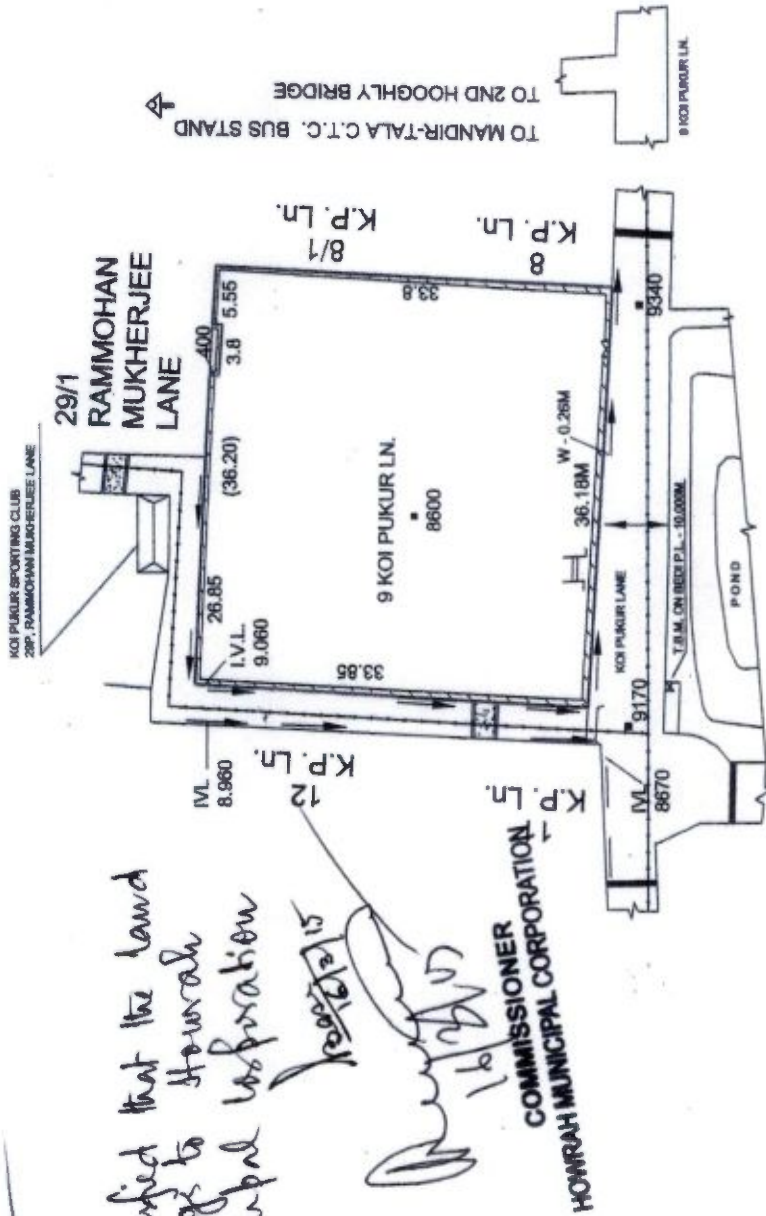 KOI PUKUR SPORTING CLUB
29P, RAMMOHAN MUKHERJEE LANE
29/1
RAMMOHAN
MUKHERJEE
LANE
TO MANDIR-TALA C.T.C. BUS STAND
TO 2ND HOOGHLY BRIDGE
9 KOI PUKUR LN.
400
3.8
5.55
(36.20)
26.85
I.V.L.
9.060
IVL
8.960
8/1
K.P. Ln.
8
K.P. Ln.
33.8
33.85
9 KOI PUKUR LN.
8600
W - 0.26M
36.18M
12
K.P. Ln.
1
K.P. Ln.
KOI PUKUR LANE
9340
9170
IVL
8670
T.B.M. ON BEDI P.L. - 10.000M
POND
that the land
to Howrah
16/3/15
16
COMMISSIONER
HOWRAH MUNICIPAL CORPORATION